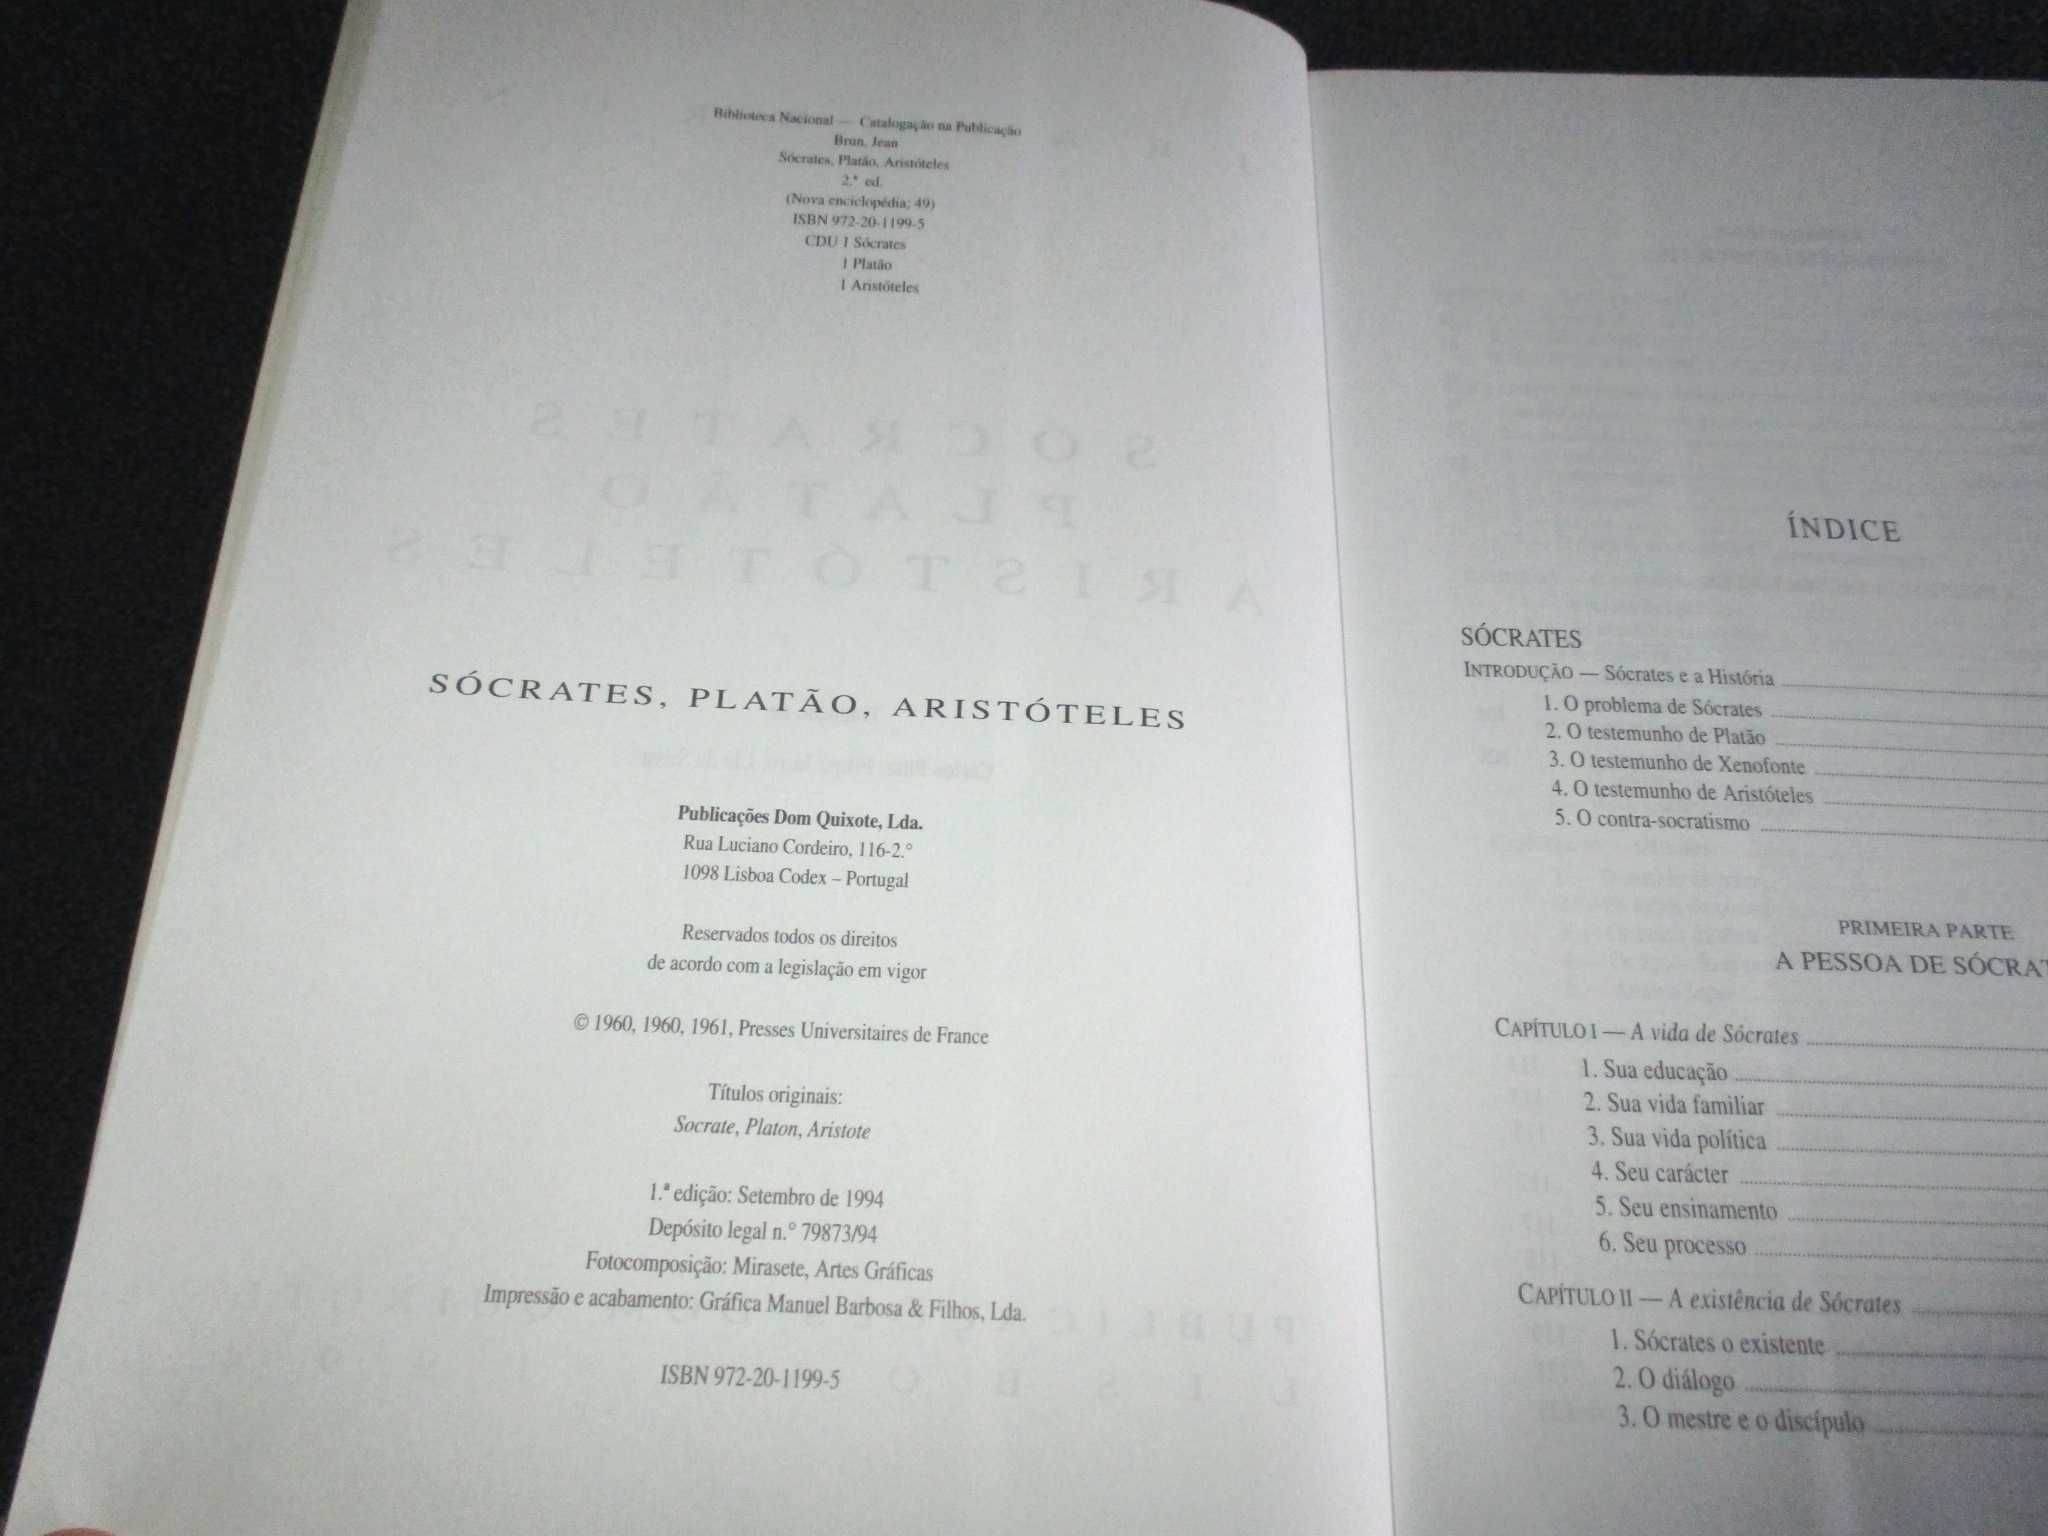 Biblioteca Nacional — Catalogação na Publicação
Brun, Jean
Sócrates, Platão, Aristóteles
2.ª ed.
(Nova enciclopédia; 49)
ISBN 972-20-1199-5
CDU 1 Sócrates
1 Platão
1 Aristóteles
SÓCRATES
PLATÃO
ARISTÓTELES
SÓCRATES, PLATÃO, ARISTÓTELES
Publicações Dom Quixote, Lda.
Rua Luciano Cordeiro, 116-2.°
1098 Lisboa Codex – Portugal
Reservados todos os direitos
de acordo com a legislação em vigor
© 1960, 1960, 1961, Presses Universitaires de France
Títulos originais:
Socrate, Platon, Aristote
1.ª edição: Setembro de 1994
Depósito legal n.° 79873/94
Fotocomposição: Mirasete, Artes Gráficas
Impressão e acabamento: Gráfica Manuel Barbosa & Filhos, Lda.
ISBN 972-20-1199-5
ÍNDICE
SÓCRATES
INTRODUÇÃO — Sócrates e a História
1. O problema de Sócrates
2. O testemunho de Platão
3. O testemunho de Xenofonte
4. O testemunho de Aristóteles
5. O contra-socratismo
PRIMEIRA PARTE
A PESSOA DE SÓCRAT
CAPÍTULO I — A vida de Sócrates
1. Sua educação
2. Sua vida familiar
3. Sua vida política
4. Seu carácter
5. Seu ensinamento
6. Seu processo
CAPÍTULO II — A existência de Sócrates
1. Sócrates o existente
2. O diálogo
3. O mestre e o discípulo